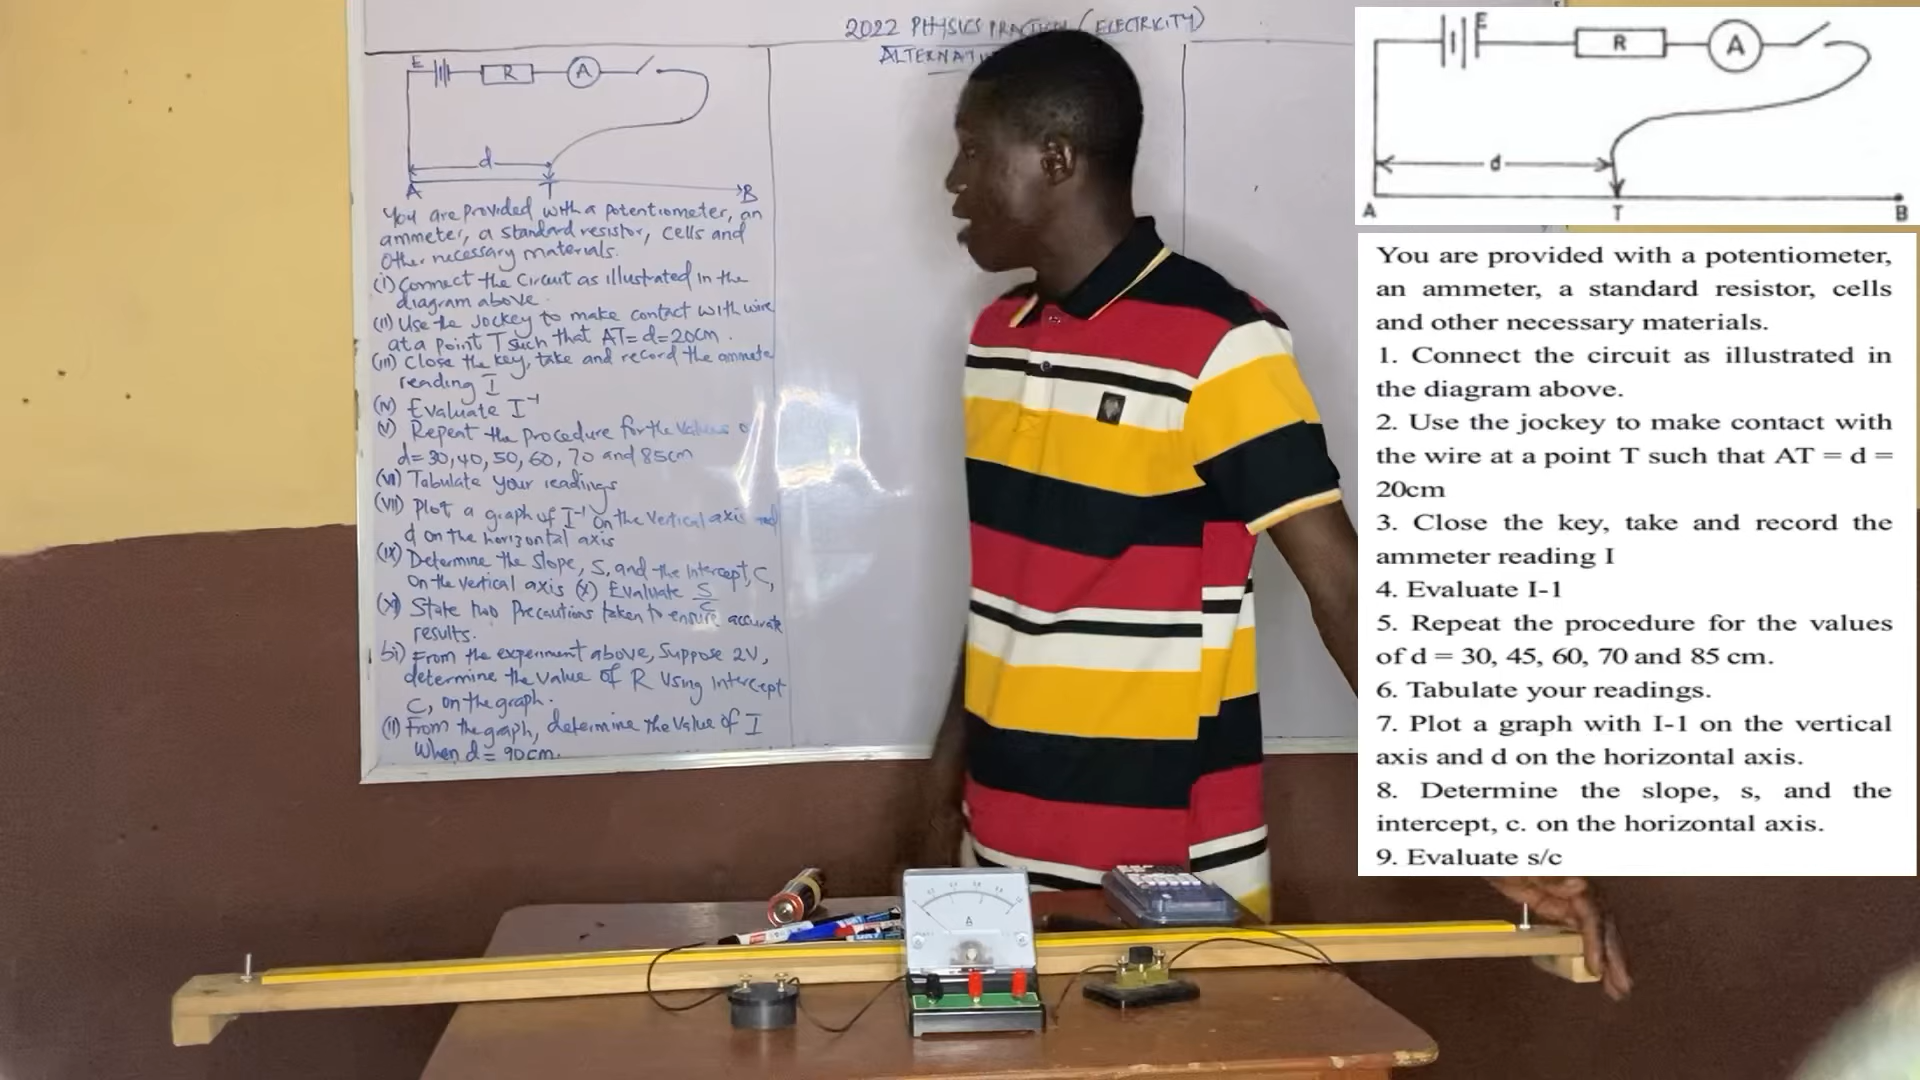 2022 PHYSICS PRACTICAL (ELECTRICITY)
E
R
A
d
A
T
B
You are provided with a potentiometer, an
ammeter, a standard resistor, cells and
other necessary materials.
(i) Connect the circuit as illustrated in the
diagram above.
(ii) Use the Jockey to make contact with wire
at a point T such that AT = d = 20cm.
(iii) Close the key, take and record the
reading I
(iv) Evaluate I⁻¹
(v) Repeat the procedure for the values
d = 30, 40, 50, 60, 70 and 85cm
(vi) Tabulate your readings
(vii) Plot a graph of I⁻¹ on the vertical axis
d on the horizontal axis
(ix) Determine the slope, S, and the intercept, C,
on the vertical axis (x) Evaluate S/C
(xi) State two precautions taken to ensure accurate
results.
bi) From the experiment above, suppose 2V,
determine the value of R using intercept
C, on the graph.
(ii) From the graph, determine the value of I
when d = 90cm.
A
E
R
A
d
A
T
B
You are provided with a potentiometer,
an ammeter, a standard resistor, cells
and other necessary materials.
1. Connect the circuit as illustrated in
the diagram above.
2. Use the jockey to make contact with
the wire at a point T such that AT = d =
20cm
3. Close the key, take and record the
ammeter reading I
4. Evaluate I-1
5. Repeat the procedure for the values
of d = 30, 45, 60, 70 and 85 cm.
6. Tabulate your readings.
7. Plot a graph with I-1 on the vertical
axis and d on the horizontal axis.
8. Determine the slope, s, and the
intercept, c. on the horizontal axis.
9. Evaluate s/c